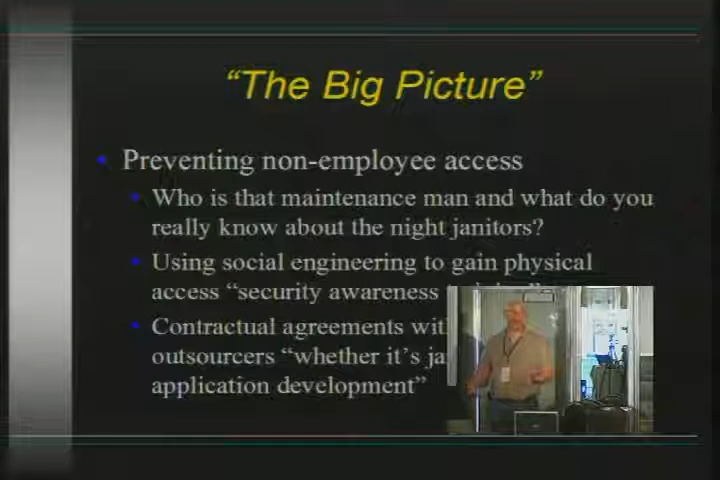 “The Big Picture”
Preventing non-employee access
Who is that maintenance man and what do you
really know about the night janitors?
Using social engineering to gain physical
access “security awareness
Contractual agreements
outsourcers “whether it’s
application development”